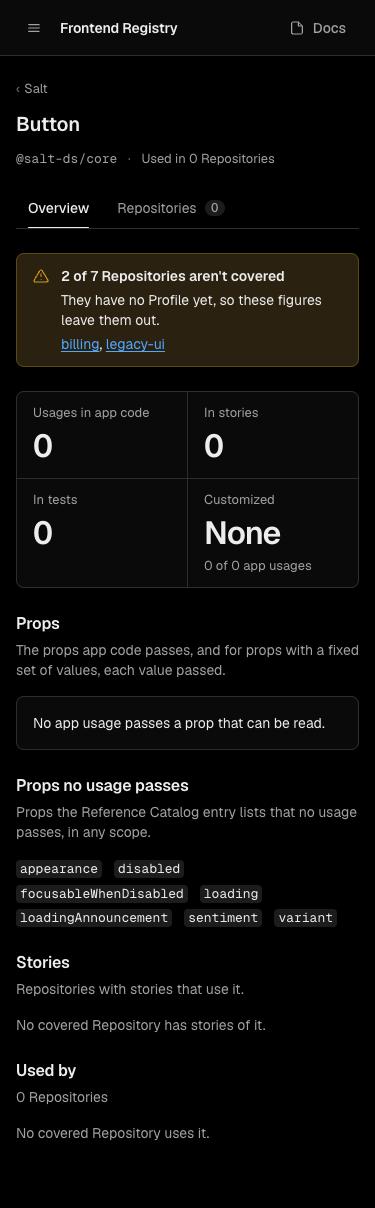 Frontend Registry
Docs
‹ Salt
Button
@salt-ds/core · Used in 0 Repositories
Overview
Repositories 0
2 of 7 Repositories aren't covered
They have no Profile yet, so these figures
leave them out.
billing, legacy-ui
Usages in app code
0
In stories
0
In tests
0
Customized
None
0 of 0 app usages
Props
The props app code passes, and for props with a fixed
set of values, each value passed.
No app usage passes a prop that can be read.
Props no usage passes
Props the Reference Catalog entry lists that no usage
passes, in any scope.
appearance disabled
focusableWhenDisabled loading
loadingAnnouncement sentiment variant
Stories
Repositories with stories that use it.
No covered Repository has stories of it.
Used by
0 Repositories
No covered Repository uses it.